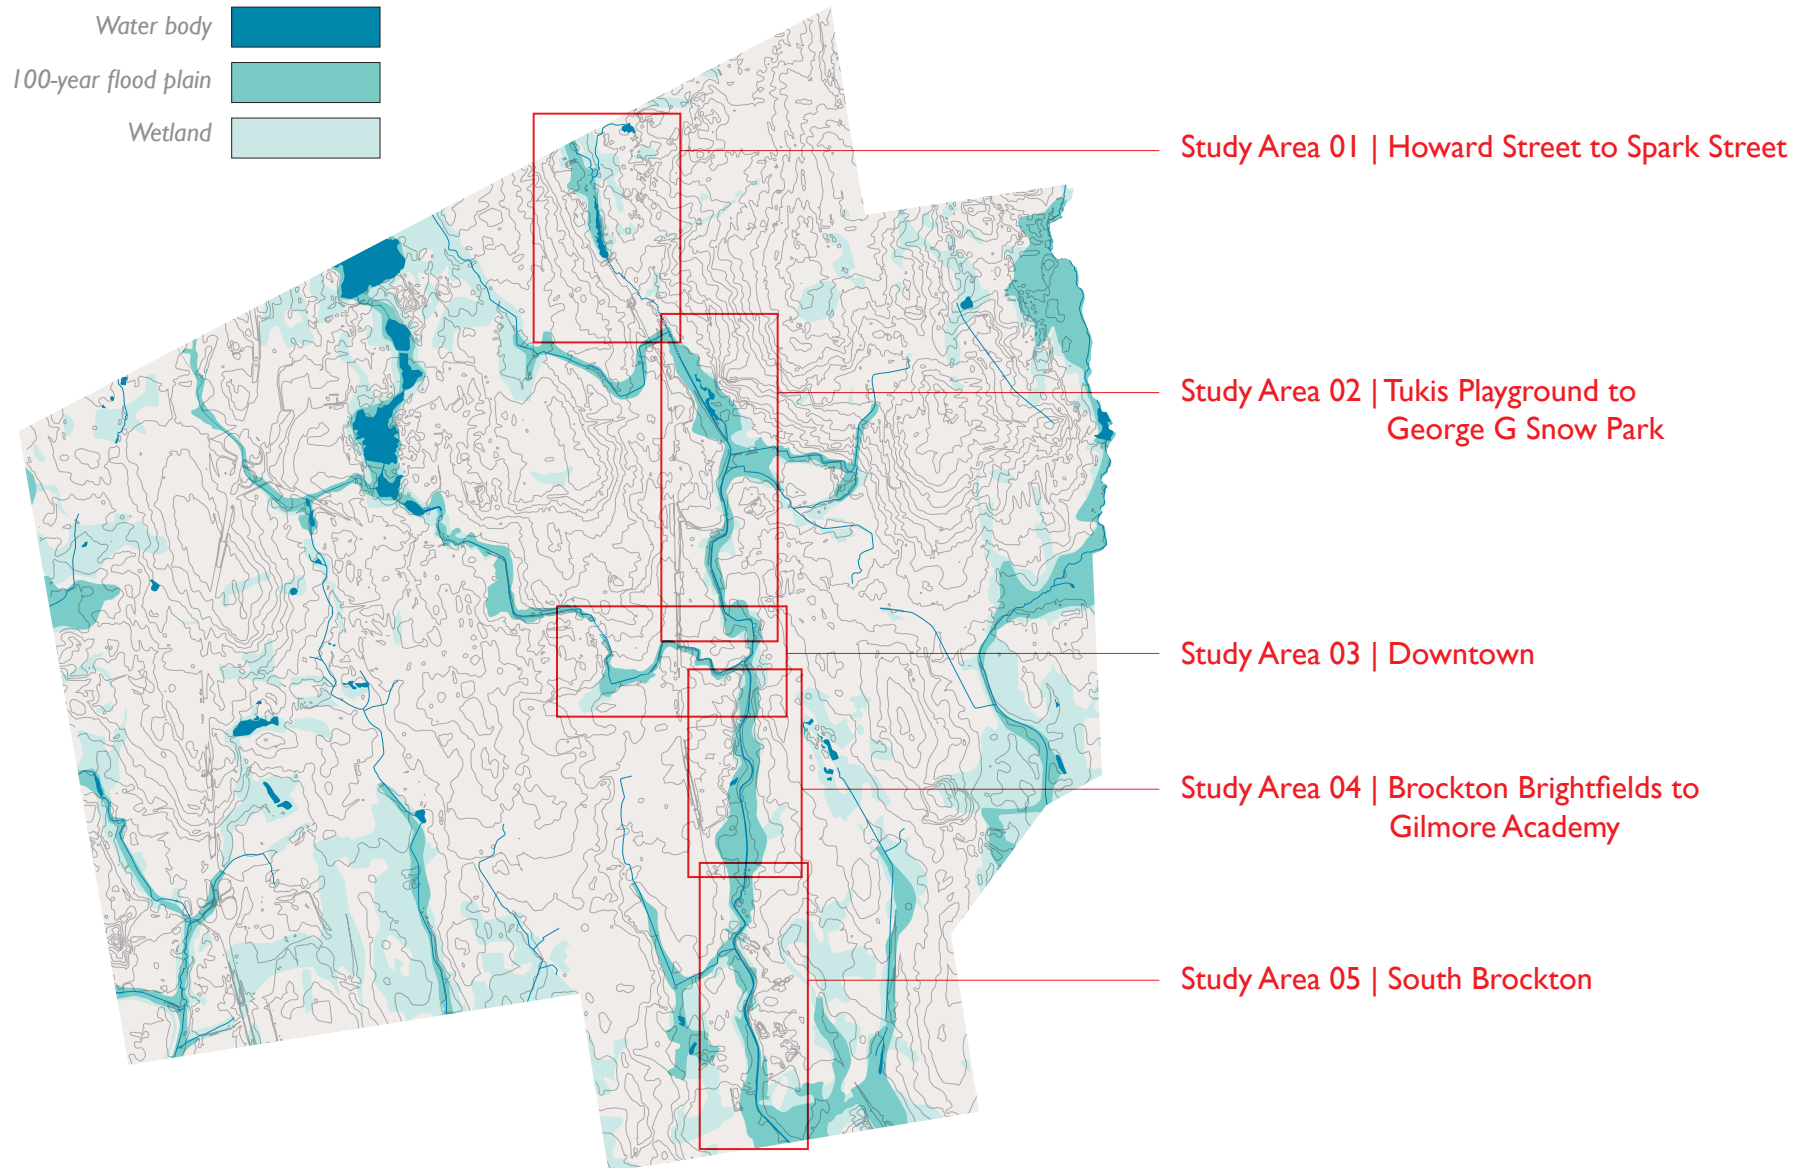 Water body
100-year flood plain
Wetland
Study Area 01 | Howard Street to Spark Street
Study Area 02 | Tukis Playground to
George G Snow Park
Study Area 03 | Downtown
Study Area 04 | Brockton Brightfields to
Gilmore Academy
Study Area 05 | South Brockton